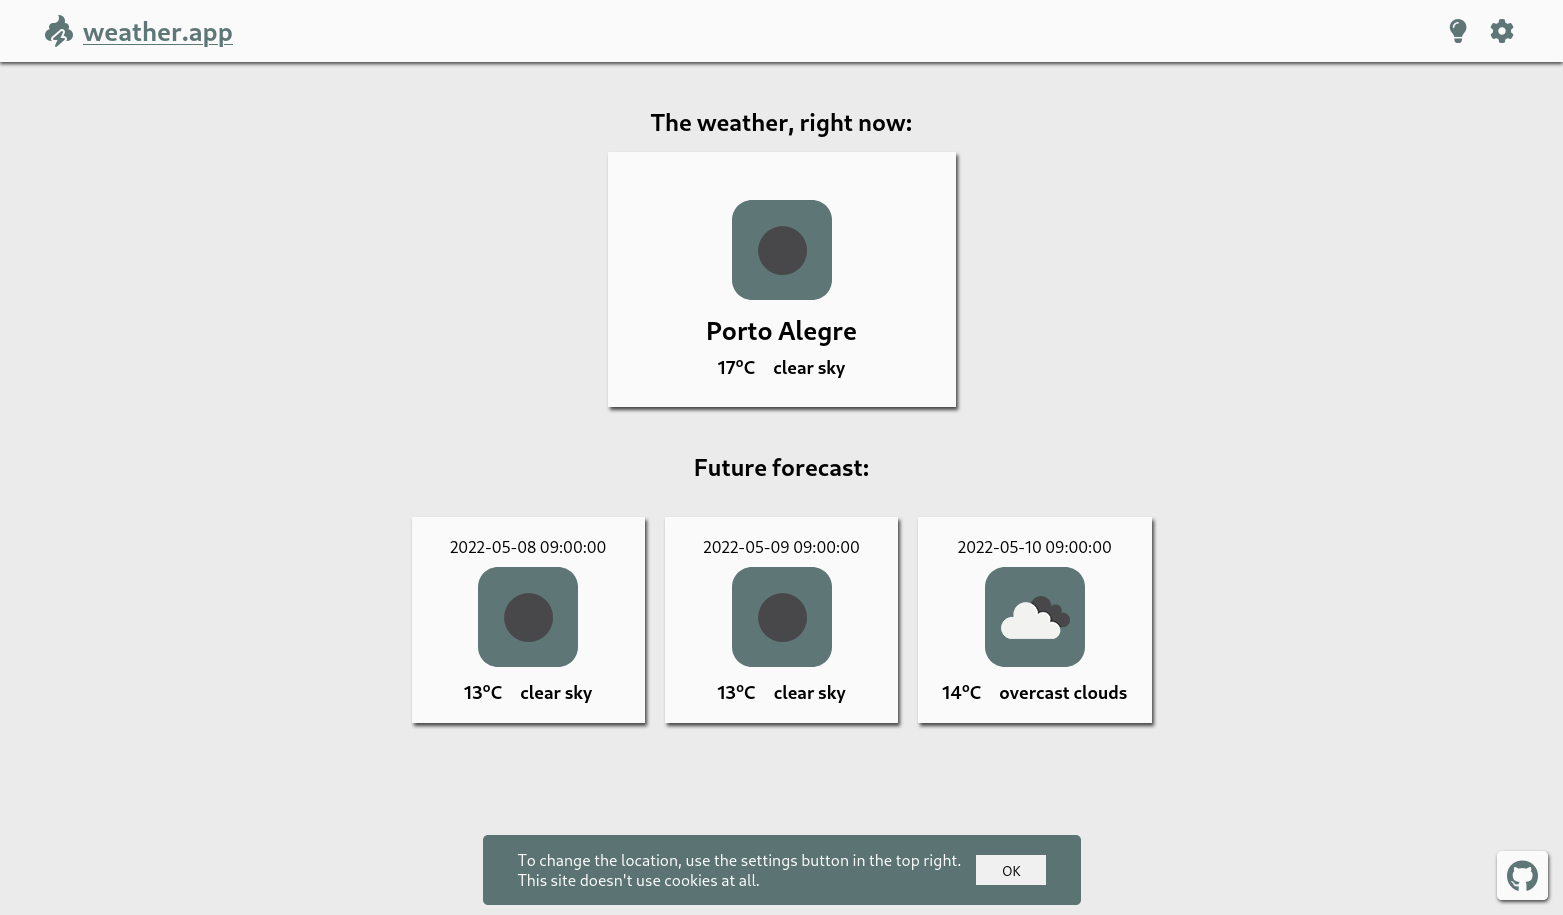 weather.app
The weather, right now:
Porto Alegre
17ºC clear sky
Future forecast:
2022-05-08 09:00:00
13ºC clear sky
2022-05-09 09:00:00
13ºC clear sky
2022-05-10 09:00:00
14ºC overcast clouds
To change the location, use the settings button in the top right.
This site doesn't use cookies at all.
OK